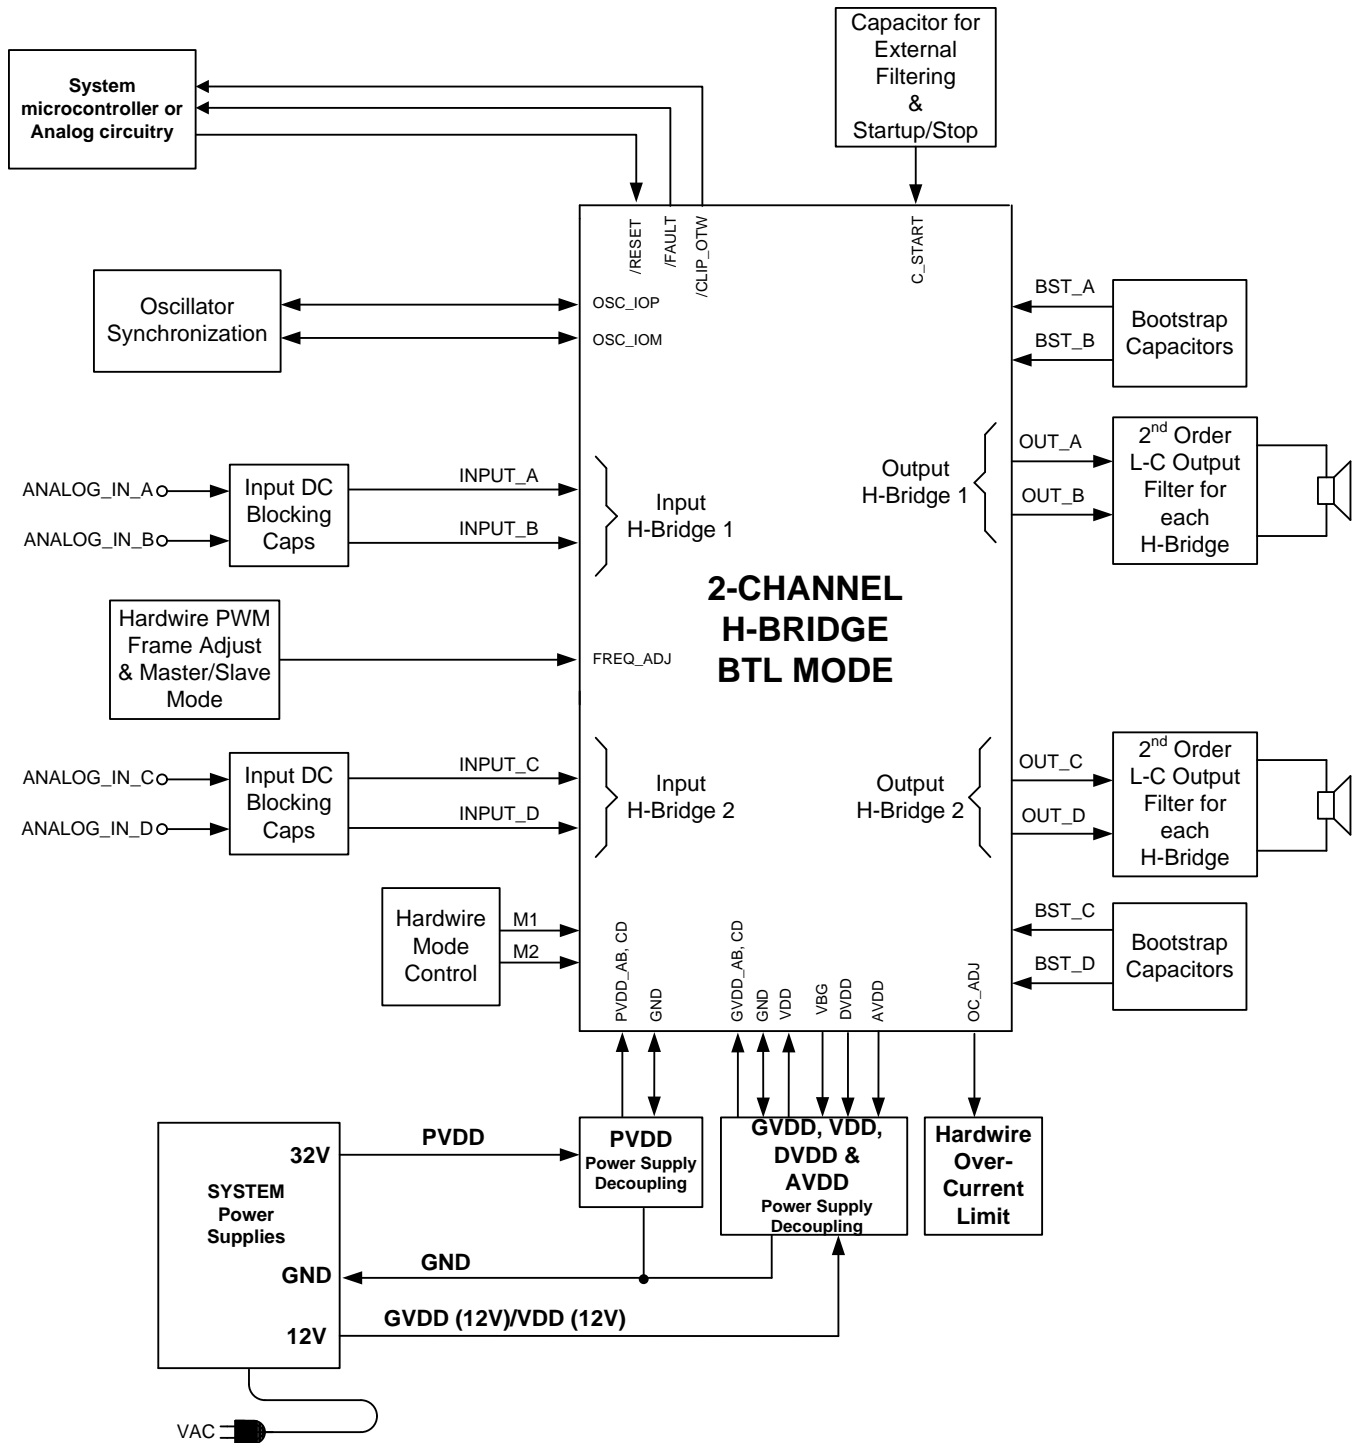 Capacitor for
External
Filtering
&
Startup/Stop
System
microcontroller or
Analog circuitry
/RESET
/FAULT
/CLIP_OTW
C_START
Oscillator
Synchronization
OSC_IOP
OSC_IOM
BST_A
BST_B
Bootstrap
Capacitors
ANALOG_IN_A
ANALOG_IN_B
Input DC
Blocking
Caps
INPUT_A
INPUT_B
Input
H-Bridge 1
Output
H-Bridge 1
OUT_A
OUT_B
2nd Order
L-C Output
Filter for
each
H-Bridge
2-CHANNEL
H-BRIDGE
BTL MODE
Hardwire PWM
Frame Adjust
& Master/Slave
Mode
FREQ_ADJ
ANALOG_IN_C
ANALOG_IN_D
Input DC
Blocking
Caps
INPUT_C
INPUT_D
Input
H-Bridge 2
Output
H-Bridge 2
OUT_C
OUT_D
2nd Order
L-C Output
Filter for
each
H-Bridge
Hardwire
Mode
Control
M1
M2
PVDD_AB, CD
GND
GVDD_AB, CD
GND
VDD
VBG
DVDD
AVDD
OC_ADJ
BST_C
BST_D
Bootstrap
Capacitors
32V
SYSTEM
Power
Supplies
GND
12V
PVDD
PVDD
Power Supply
Decoupling
GVDD, VDD,
DVDD &
AVDD
Power Supply
Decoupling
Hardwire
Over-
Current
Limit
GND
GVDD (12V)/VDD (12V)
VAC